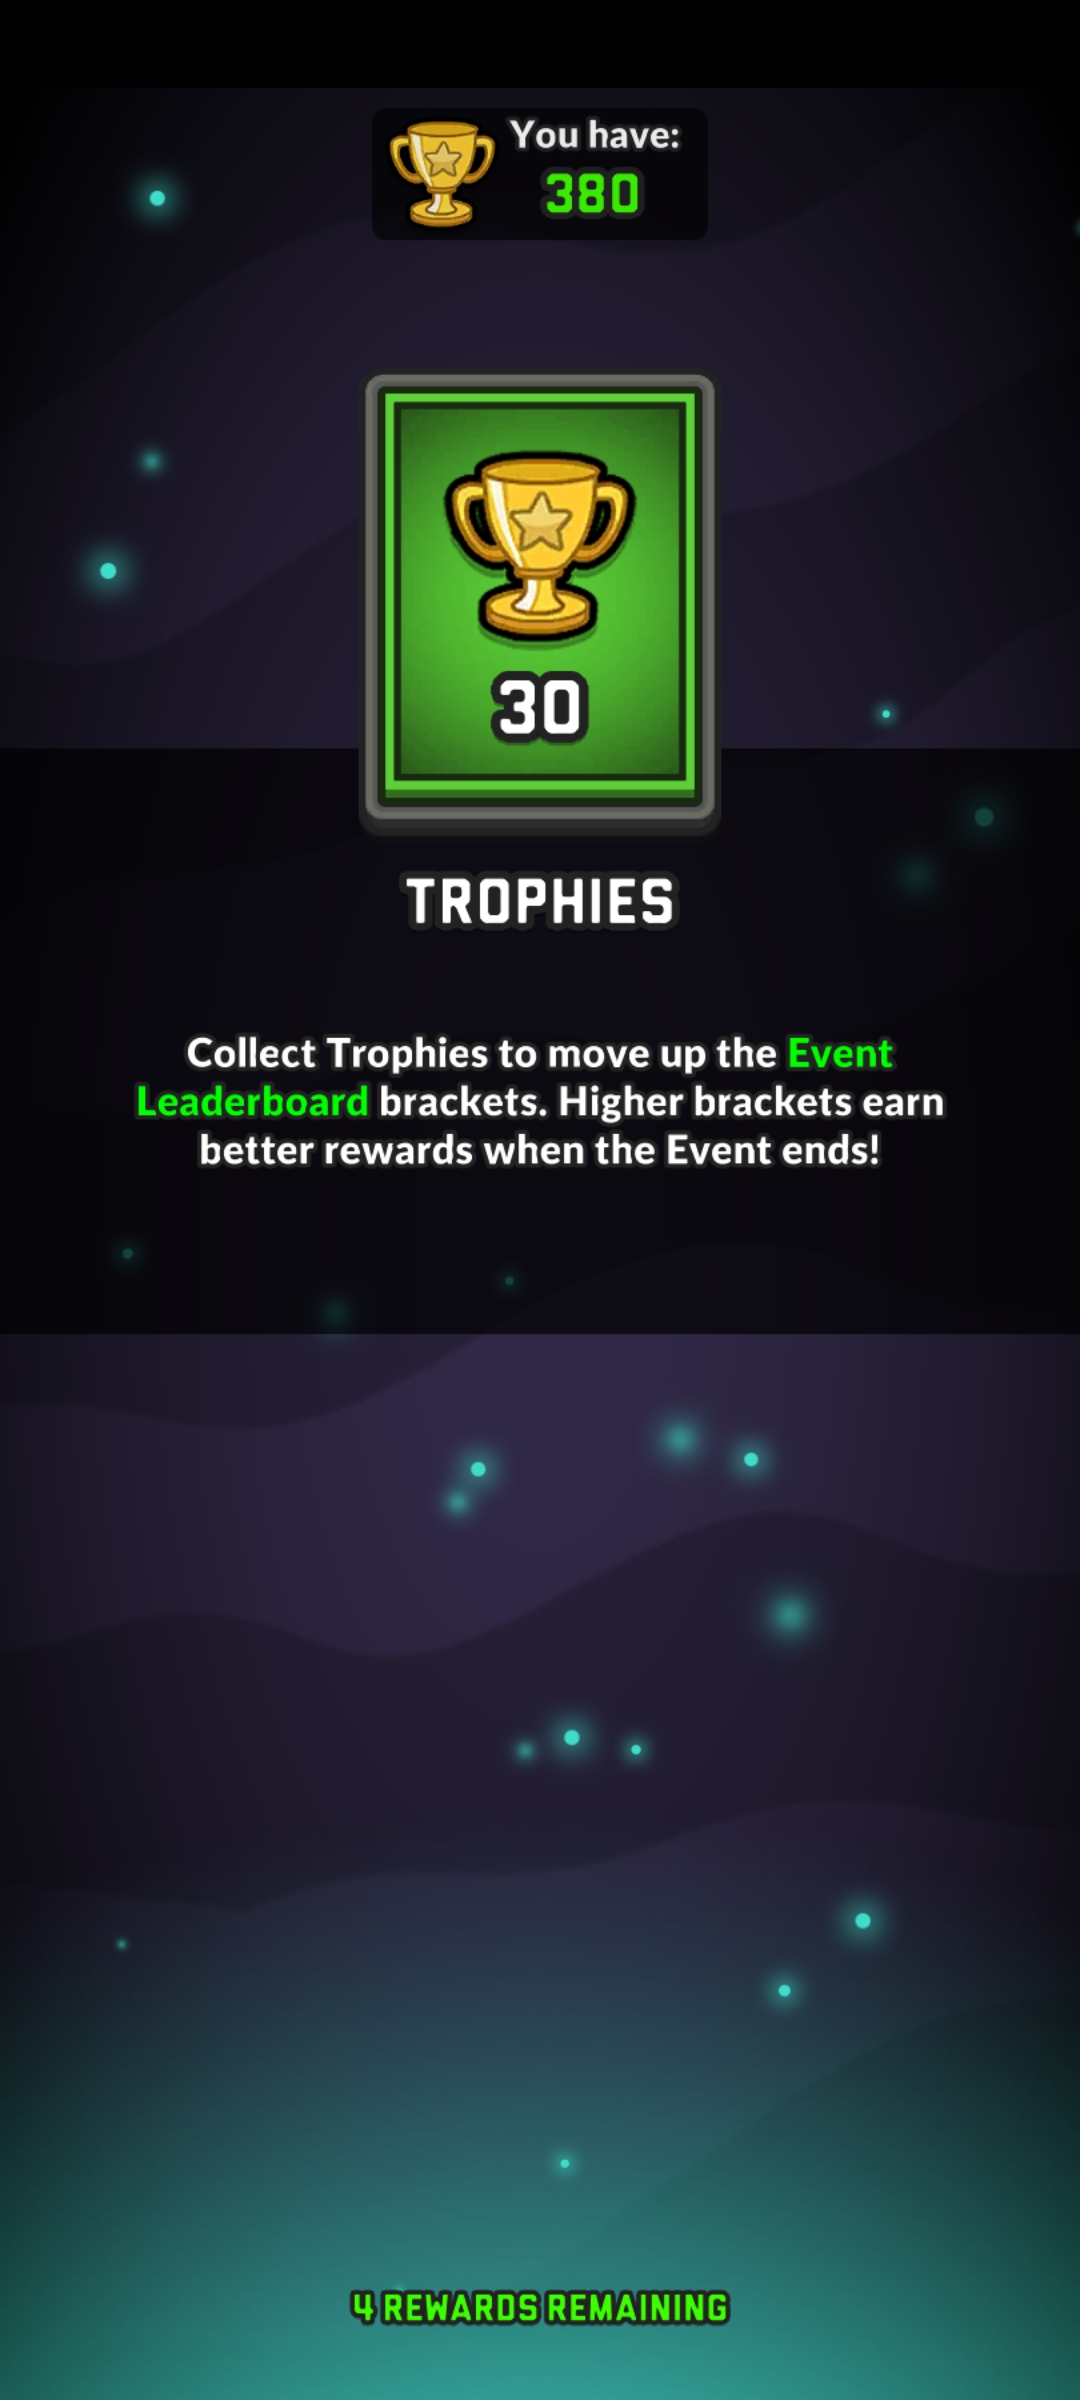 You have:
380
30
TROPHIES
Collect Trophies to move up the Event
Leaderboard brackets. Higher brackets earn
better rewards when the Event ends!
4 REWARDS REMAINING